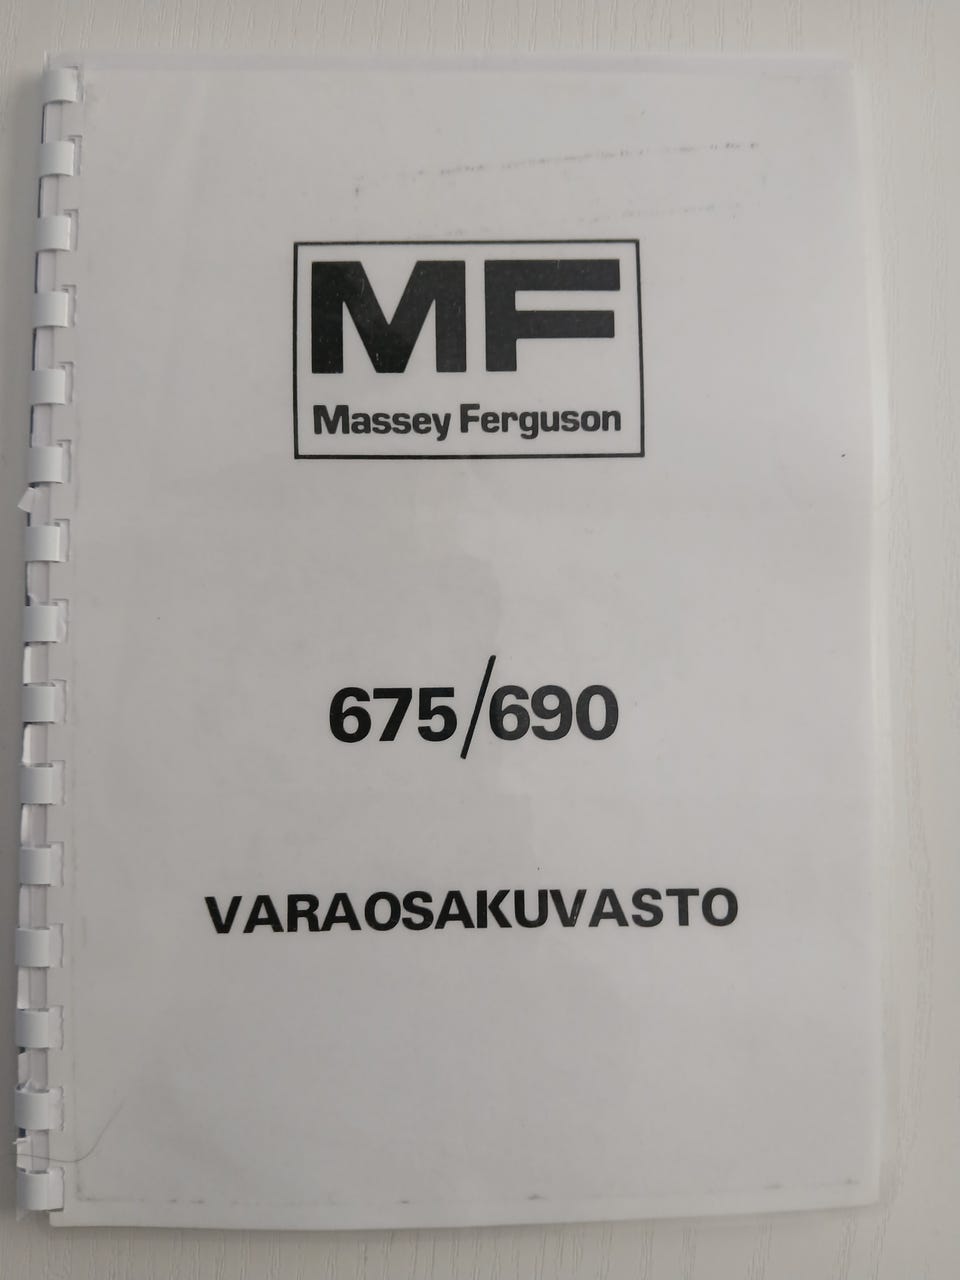 MF
Massey Ferguson
675/690
VARAOSAKUVASTO